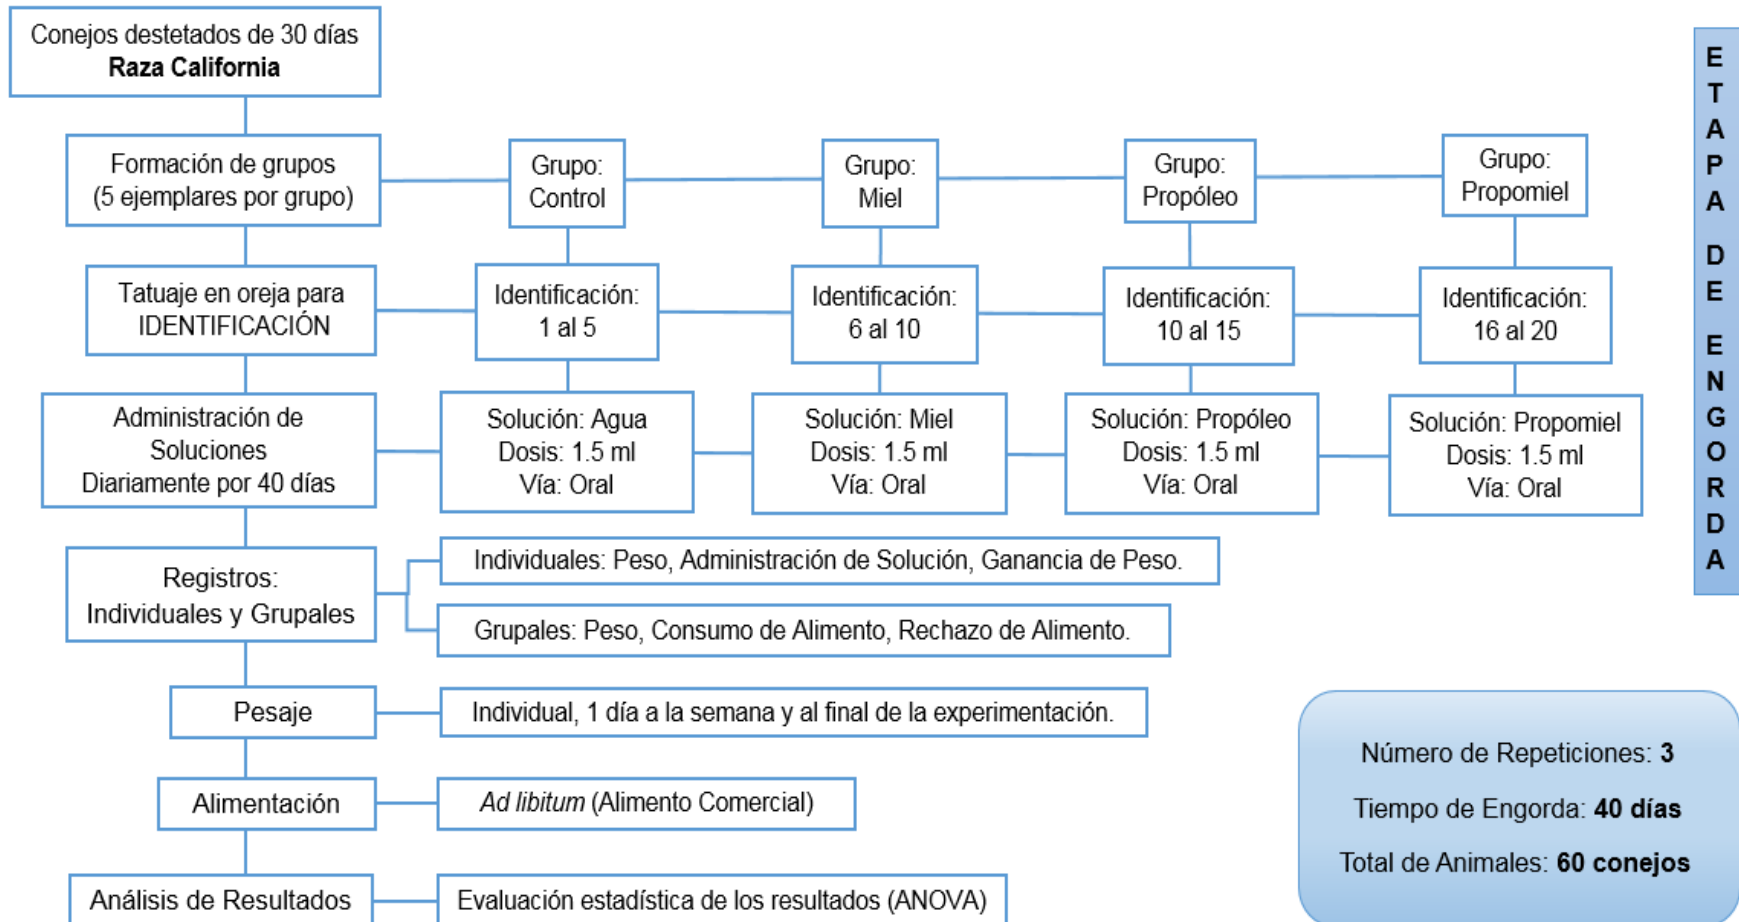 Conejos destetados de 30 días
Raza California
Formación de grupos
(5 ejemplares por grupo)
Grupo:
Control
Grupo:
Miel
Grupo:
Propóleo
Grupo:
Propomiel
Tatuaje en oreja para
IDENTIFICACIÓN
Identificación:
1 al 5
Identificación:
6 al 10
Identificación:
10 al 15
Identificación:
16 al 20
Administración de
Soluciones
Diariamente por 40 días
Solución: Agua
Dosis: 1.5 ml
Vía: Oral
Solución: Miel
Dosis: 1.5 ml
Vía: Oral
Solución: Propóleo
Dosis: 1.5 ml
Vía: Oral
Solución: Propomiel
Dosis: 1.5 ml
Vía: Oral
Registros:
Individuales y Grupales
Individuales: Peso, Administración de Solución, Ganancia de Peso.
Grupales: Peso, Consumo de Alimento, Rechazo de Alimento.
Pesaje
Individual, 1 día a la semana y al final de la experimentación.
Alimentación
Ad libitum (Alimento Comercial)
Análisis de Resultados
Evaluación estadística de los resultados (ANOVA)
ETAPA DE ENGORDA
Número de Repeticiones: 3
Tiempo de Engorda: 40 días
Total de Animales: 60 conejos